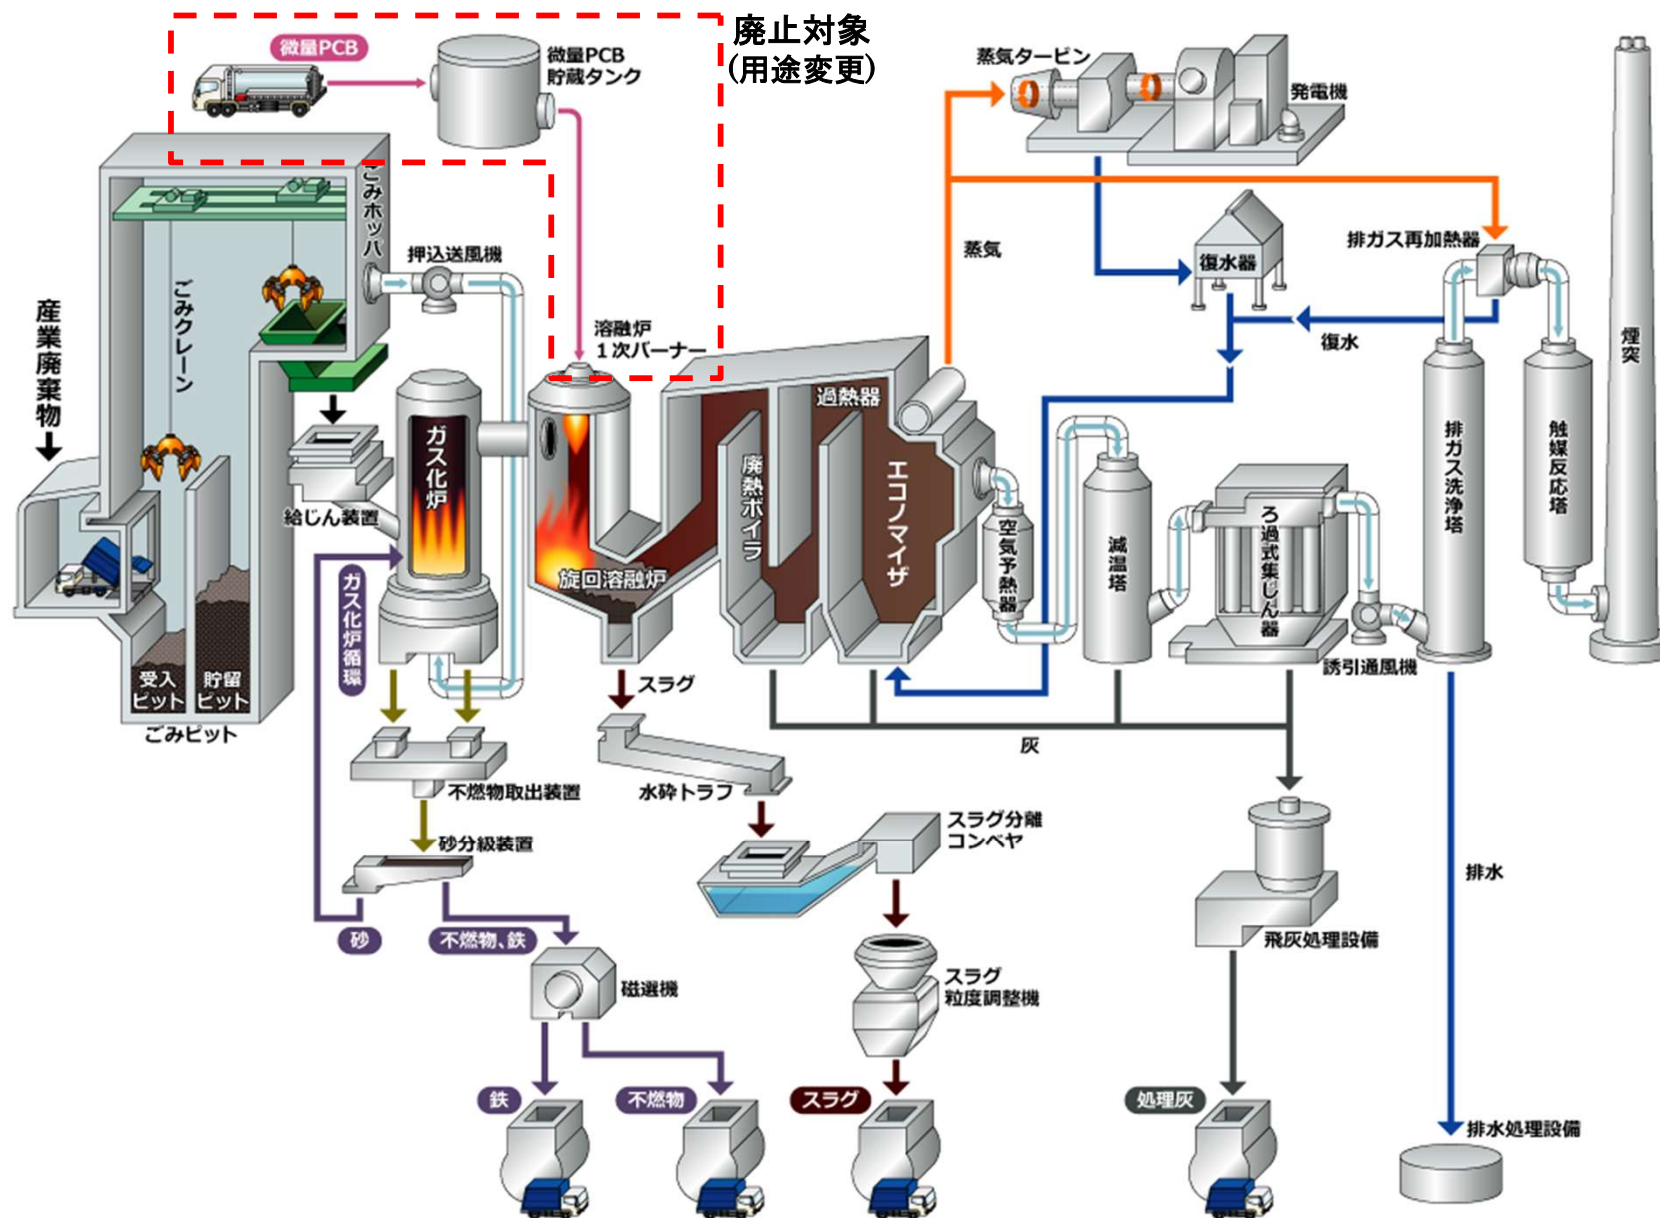 廃止対象
(用途変更)
微量PCB
微量PCB
貯蔵タンク
蒸気タービン
発電機
ごみホッパ
押込送風機
ごみクレーン
産業廃棄物
溶融炉
1次バーナー
蒸気
復水器
排ガス再加熱器
復水
煙突
過熱器
ガス化炉
廃熱ボイラ
エコノマイザ
給じん装置
旋回溶融炉
空気予熱器
減温塔
ろ過式集じん器
排ガス洗浄塔
触媒反応塔
ガス化炉循環
受入
ピット
貯留
ピット
ごみピット
スラグ
誘引通風機
灰
不燃物取出装置
水砕トラフ
砂分級装置
スラグ分離
コンベヤ
排水
砂
不燃物、鉄
飛灰処理設備
磁選機
スラグ
粒度調整機
鉄
不燃物
スラグ
処理灰
排水処理設備